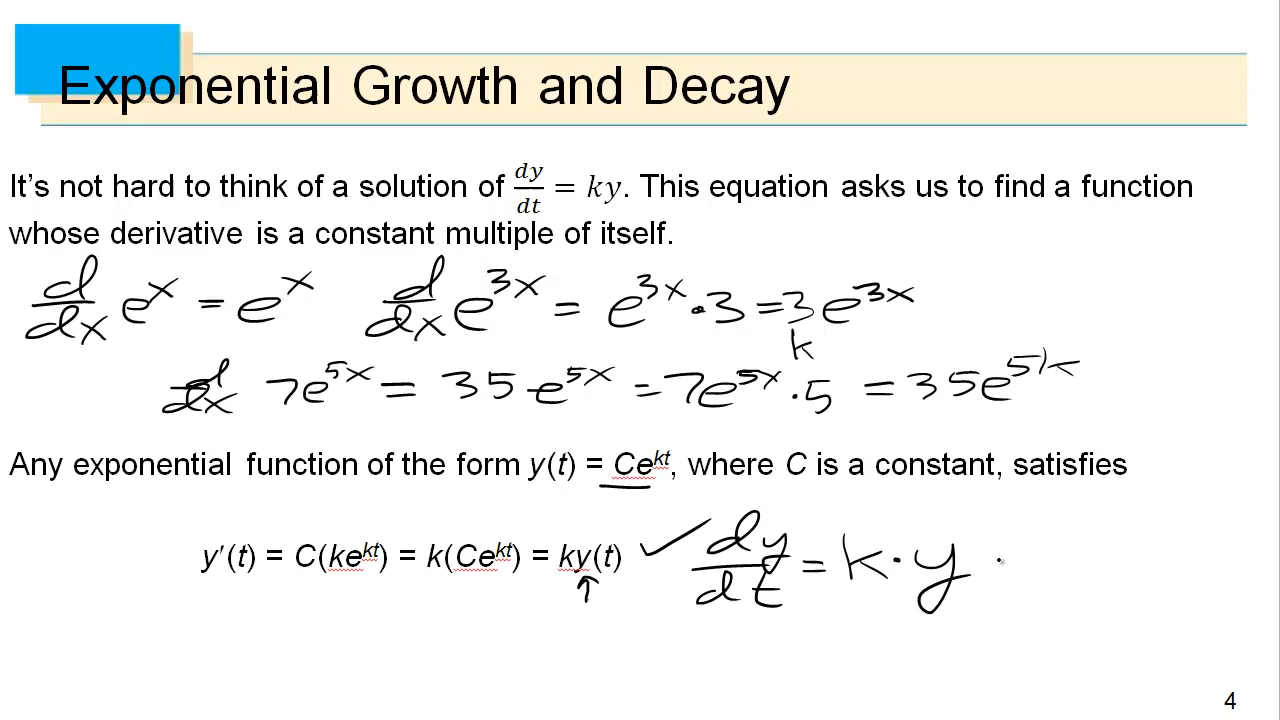 Exponential Growth and Decay
It's not hard to think of a solution of dy/dt = ky. This equation asks us to find a function
whose derivative is a constant multiple of itself.
d/dx e^x = e^x d/dx e^{3x} = e^{3x} · 3 = 3e^{3x}
k
d/dx 7e^{5x} = 35 e^{5x} = 7e^{5x} · 5 = 35e^{5x}
Any exponential function of the form y(t) = Ce^{kt}, where C is a constant, satisfies
y′(t) = C(ke^{kt}) = k(Ce^{kt}) = ky(t) ✓ dy/dt = k · y
4